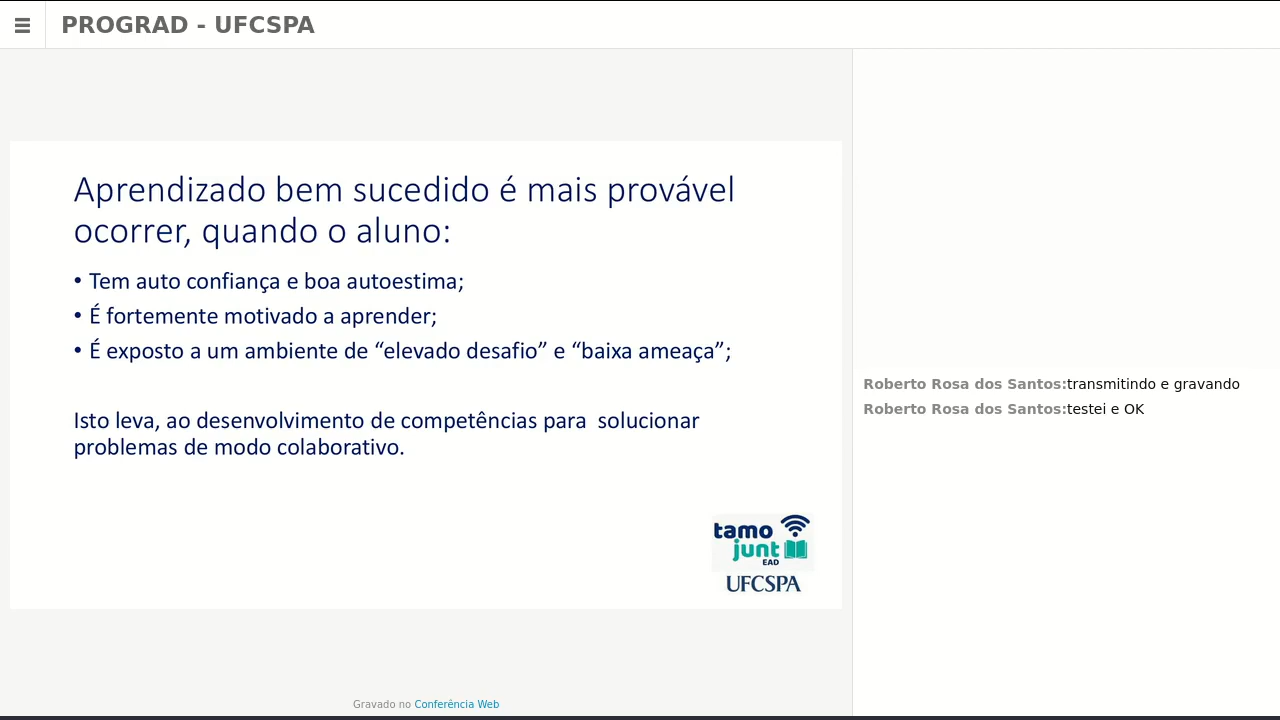 PROGRAD - UFCSPA
Aprendizado bem sucedido é mais provável
ocorrer, quando o aluno:
• Tem auto confiança e boa autoestima;
• É fortemente motivado a aprender;
• É exposto a um ambiente de “elevado desafio” e “baixa ameaça”;
Isto leva, ao desenvolvimento de competências para  solucionar
problemas de modo colaborativo.
tamo
junt
EAD
UFCSPA
Roberto Rosa dos Santos:transmitindo e gravando
Roberto Rosa dos Santos:testei e OK
Gravado no Conferência Web